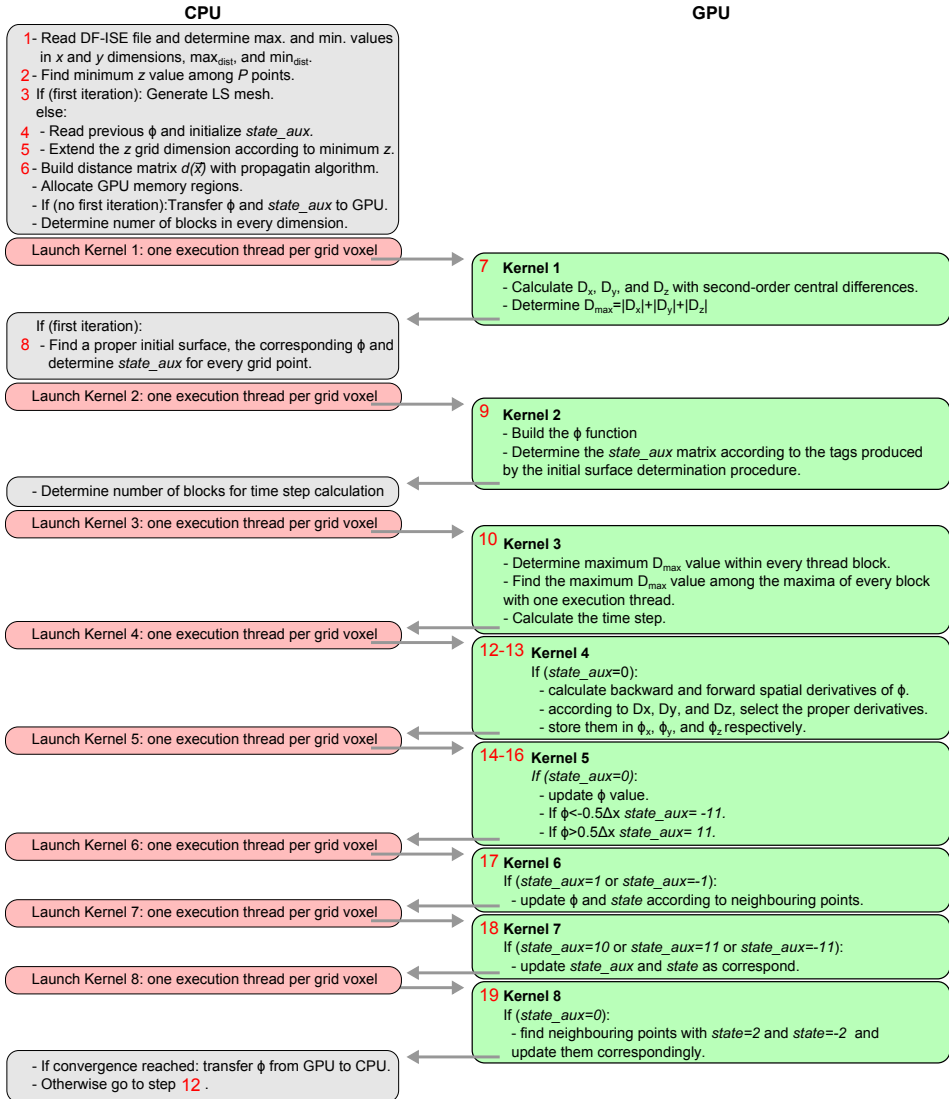 CPU
GPU
1- Read DF-ISE file and determine max. and min. values
in x and y dimensions, max_dist, and min_dist.
2 - Find minimum z value among P points.
3 If (first iteration): Generate LS mesh.
else:
4 - Read previous ϕ and initialize state_aux.
5 - Extend the z grid dimension according to minimum z.
6 - Build distance matrix d(x⃗) with propagatin algorithm.
- Allocate GPU memory regions.
- If (no first iteration):Transfer ϕ and state_aux to GPU.
- Determine numer of blocks in every dimension.
Launch Kernel 1: one execution thread per grid voxel
7 Kernel 1
- Calculate D_x, D_y, and D_z with second-order central differences.
- Determine D_max=|D_x|+|D_y|+|D_z|
If (first iteration):
8 - Find a proper initial surface, the corresponding ϕ and
determine state_aux for every grid point.
Launch Kernel 2: one execution thread per grid voxel
9 Kernel 2
- Build the ϕ function
- Determine the state_aux matrix according to the tags produced
by the initial surface determination procedure.
- Determine number of blocks for time step calculation
Launch Kernel 3: one execution thread per grid voxel
10 Kernel 3
- Determine maximum D_max value within every thread block.
- Find the maximum D_max value among the maxima of every block
with one execution thread.
- Calculate the time step.
Launch Kernel 4: one execution thread per grid voxel
12-13 Kernel 4
If (state_aux=0):
- calculate backward and forward spatial derivatives of ϕ.
- according to Dx, Dy, and Dz, select the proper derivatives.
- store them in ϕ_x, ϕ_y, and ϕ_z respectively.
Launch Kernel 5: one execution thread per grid voxel
14-16 Kernel 5
If (state_aux=0):
- update ϕ value.
- If ϕ<-0.5Δx state_aux= -11.
- If ϕ>0.5Δx state_aux= 11.
Launch Kernel 6: one execution thread per grid voxel
17 Kernel 6
If (state_aux=1 or state_aux=-1):
- update ϕ and state according to neighbouring points.
Launch Kernel 7: one execution thread per grid voxel
18 Kernel 7
If (state_aux=10 or state_aux=11 or state_aux=-11):
- update state_aux and state as correspond.
Launch Kernel 8: one execution thread per grid voxel
19 Kernel 8
If (state_aux=0):
- find neighbouring points with state=2 and state=-2 and
update them correspondingly.
- If convergence reached: transfer ϕ from GPU to CPU.
- Otherwise go to step 12 .